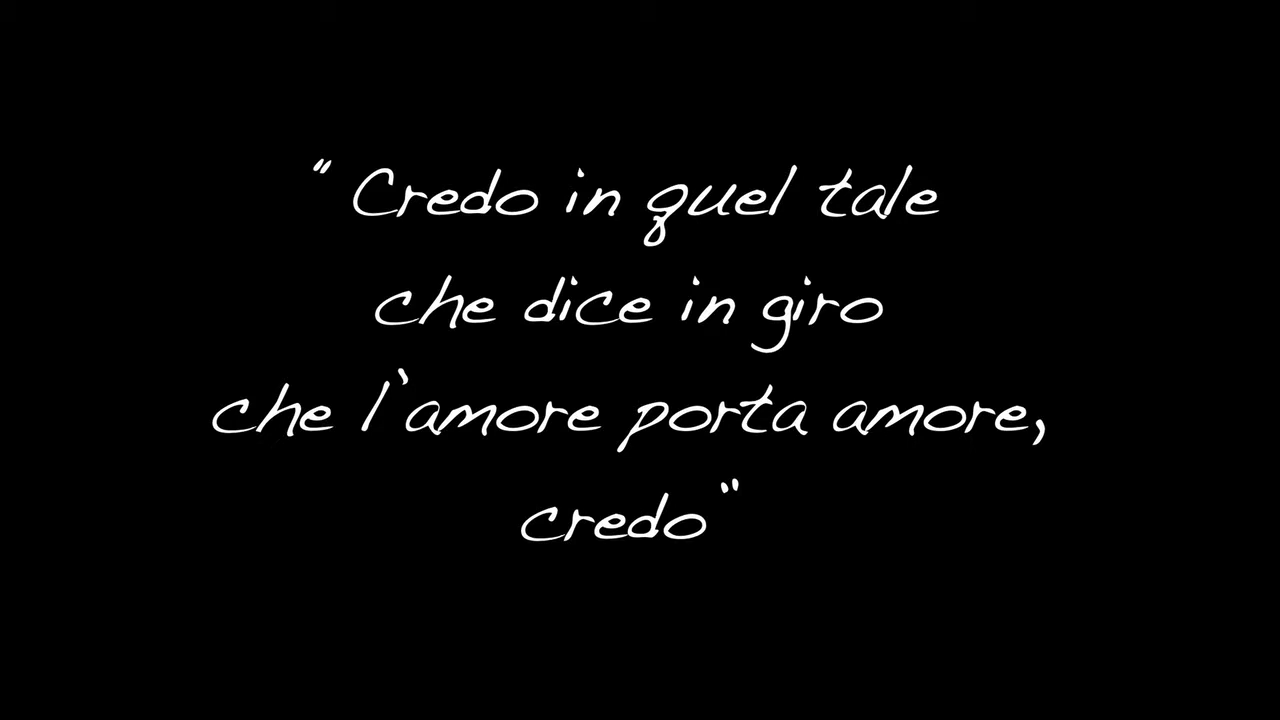 " Credo in quel tale
che dice in giro
che l'amore porta amore,
credo "